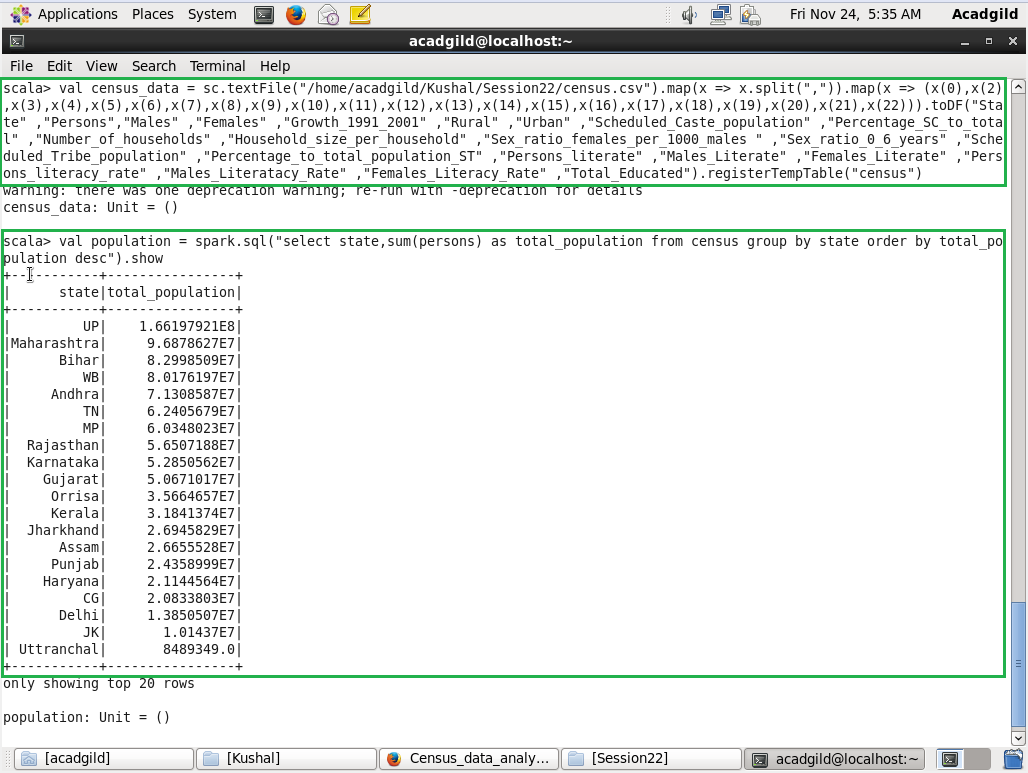 Applications Places System Fri Nov 24, 5:35 AM Acadgild
acadgild@localhost:~
File Edit View Search Terminal Help
scala> val census_data = sc.textFile("/home/acadgild/Kushal/Session22/census.csv").map(x => x.split(",")).map(x => (x(0),x(2)
,x(3),x(4),x(5),x(6),x(7),x(8),x(9),x(10),x(11),x(12),x(13),x(14),x(15),x(16),x(17),x(18),x(19),x(20),x(21),x(22))).toDF("Sta
te" ,"Persons","Males" ,"Females" ,"Growth_1991_2001" ,"Rural" ,"Urban" ,"Scheduled_Caste_population" ,"Percentage_SC_to_tota
l" ,"Number_of_households" ,"Household_size_per_household" ,"Sex_ratio_females_per_1000_males " ,"Sex_ratio_0_6_years" ,"Sche
duled_Tribe_population" ,"Percentage_to_total_population_ST" ,"Persons_literate" ,"Males_Literate" ,"Females_Literate" ,"Pers
ons_literacy_rate" ,"Males_Literatacy_Rate" ,"Females_Literacy_Rate" ,"Total_Educated").registerTempTable("census")
warning: there was one deprecation warning; re-run with -deprecation for details
census_data: Unit = ()
scala> val population = spark.sql("select state,sum(persons) as total_population from census group by state order by total_po
pulation desc").show
+-----------+----------------+
|      state|total_population|
+-----------+----------------+
|         UP|    1.66197921E8|
|Maharashtra|     9.6878627E7|
|      Bihar|     8.2998509E7|
|         WB|     8.0176197E7|
|     Andhra|     7.1308587E7|
|         TN|     6.2405679E7|
|         MP|     6.0348023E7|
|  Rajasthan|     5.6507188E7|
|  Karnataka|     5.2850562E7|
|    Gujarat|     5.0671017E7|
|     Orrisa|     3.5664657E7|
|     Kerala|     3.1841374E7|
|  Jharkhand|     2.6945829E7|
|      Assam|     2.6655528E7|
|     Punjab|     2.4358999E7|
|    Haryana|     2.1144564E7|
|         CG|     2.0833803E7|
|      Delhi|     1.3850507E7|
|         JK|       1.01437E7|
| Uttranchal|       8489349.0|
+-----------+----------------+
only showing top 20 rows
population: Unit = ()
[acadgild] [Kushal] Census_data_analy... [Session22] acadgild@localhost:~